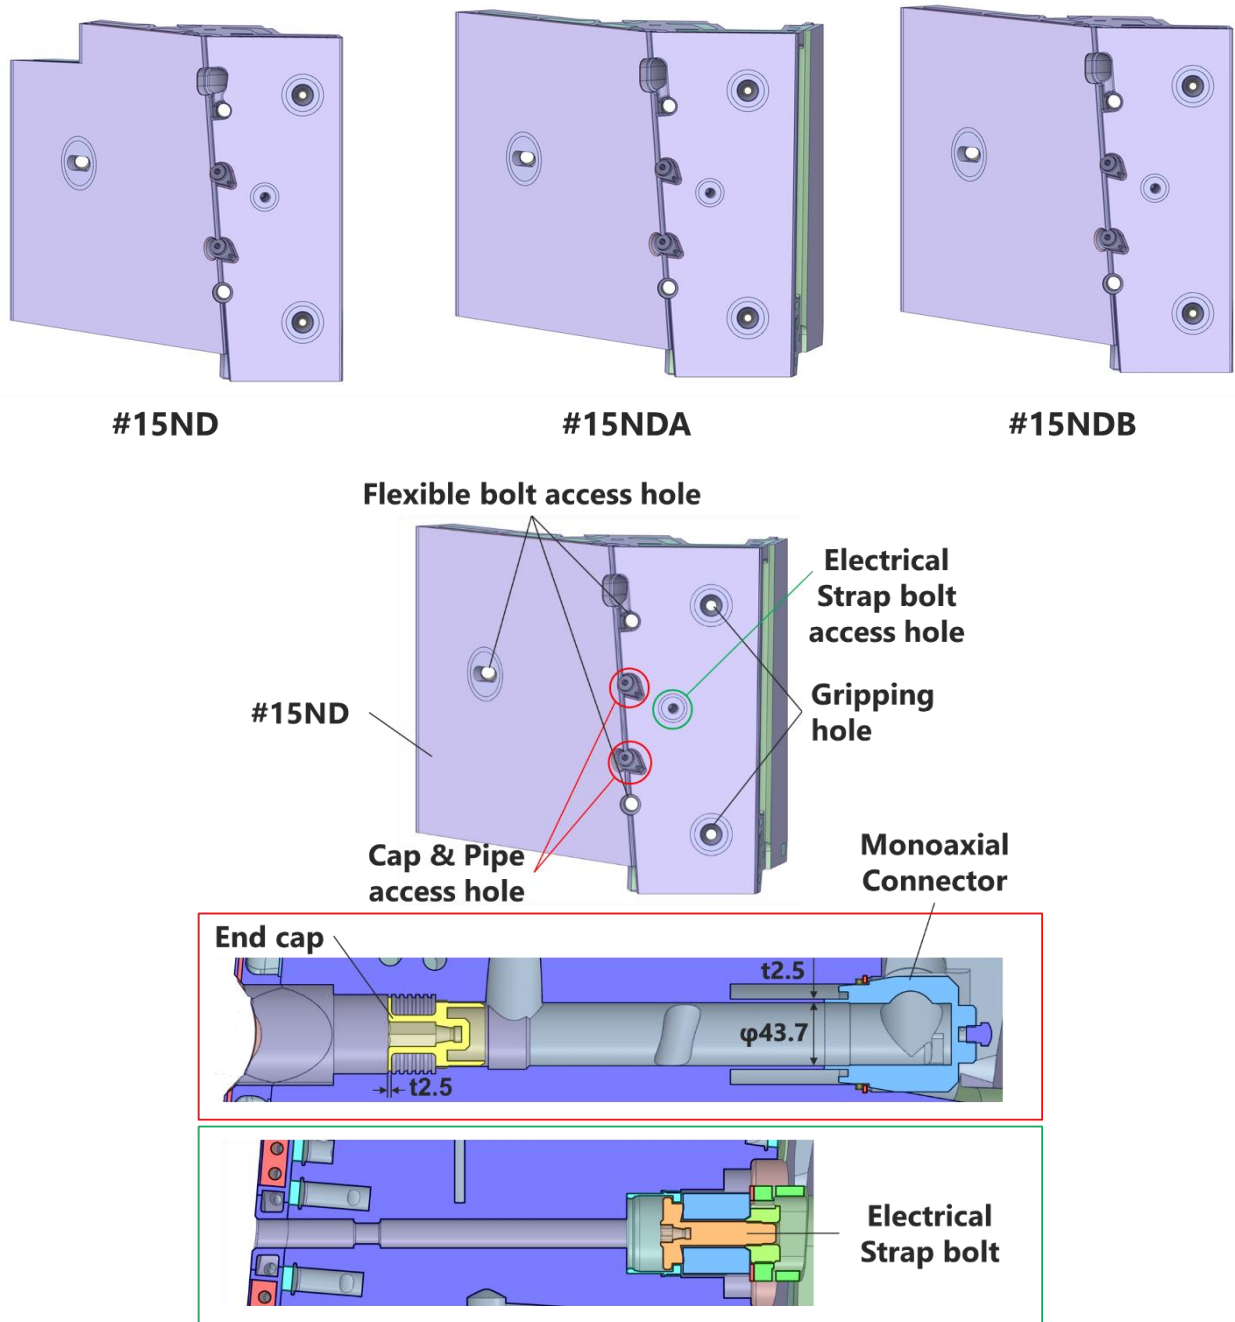 #15ND
#15NDA
#15NDB
Flexible bolt access hole
Electrical
Strap bolt
access hole
#15ND
Gripping
hole
Cap & Pipe
access hole
Monoaxial
Connector
End cap
t2.5
φ43.7
t2.5
Electrical
Strap bolt